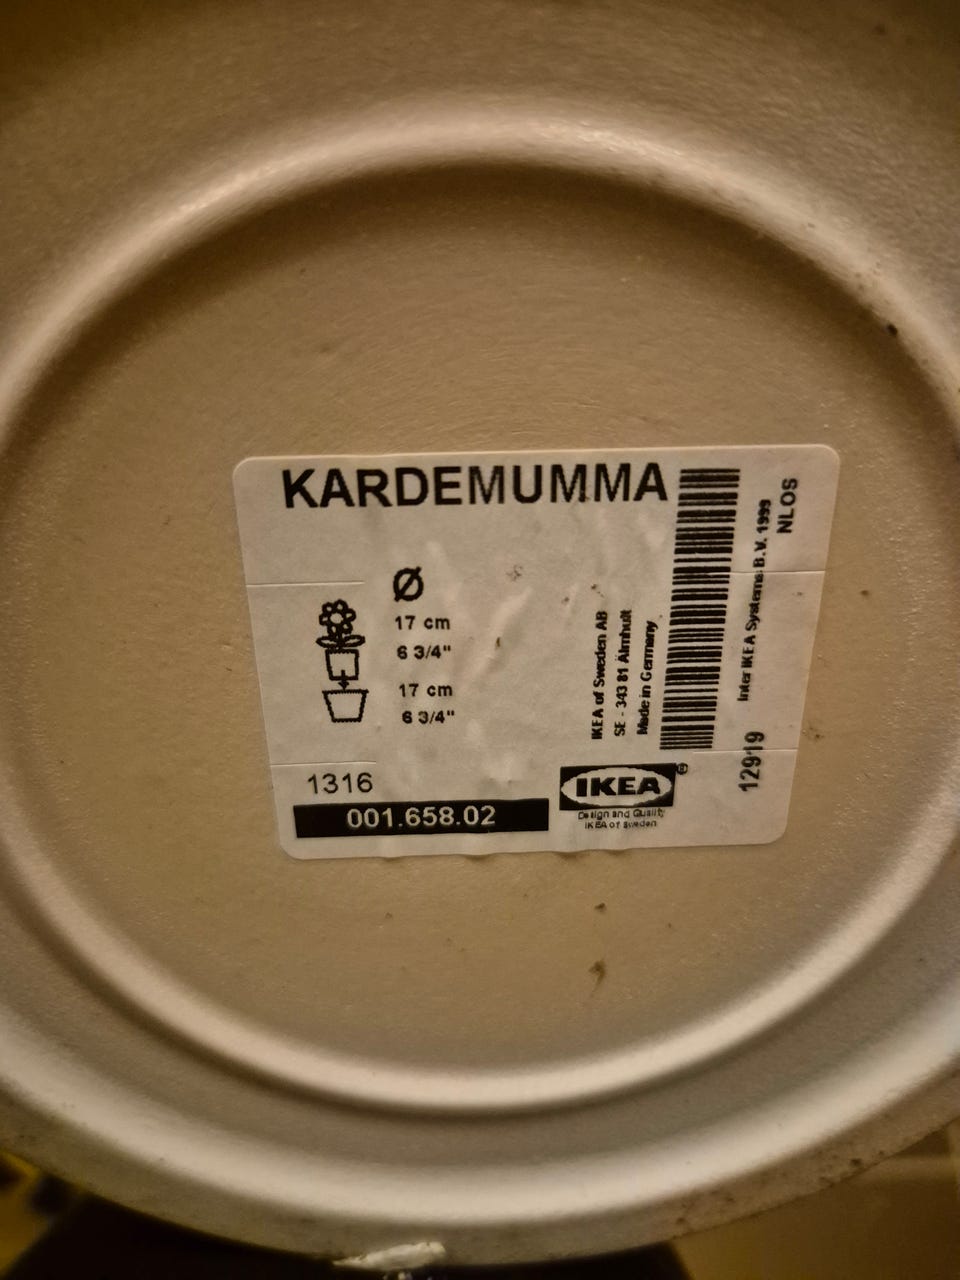 KARDEMUMMA
Ø
17 cm
6 3/4"
17 cm
6 3/4"
1316
001.658.02
IKEA of Sweden AB
SE - 343 81 Älmhult
Made in Germany
IKEA
®
Design and Quality
IKEA of Sweden
12919
Inter IKEA Systems B.V. 1999
NLOS